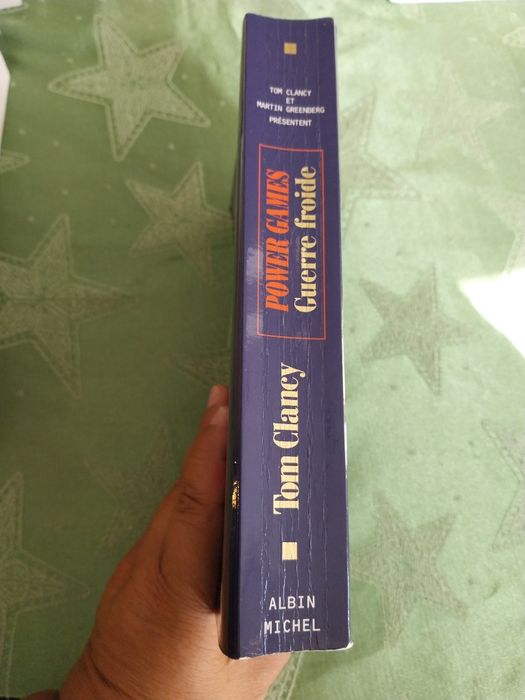 TOM CLANCY
ET
MARTIN GREENBERG
PRÉSENTENT
POWER GAMES
Guerre froide
Tom Clancy
ALBIN
MICHEL